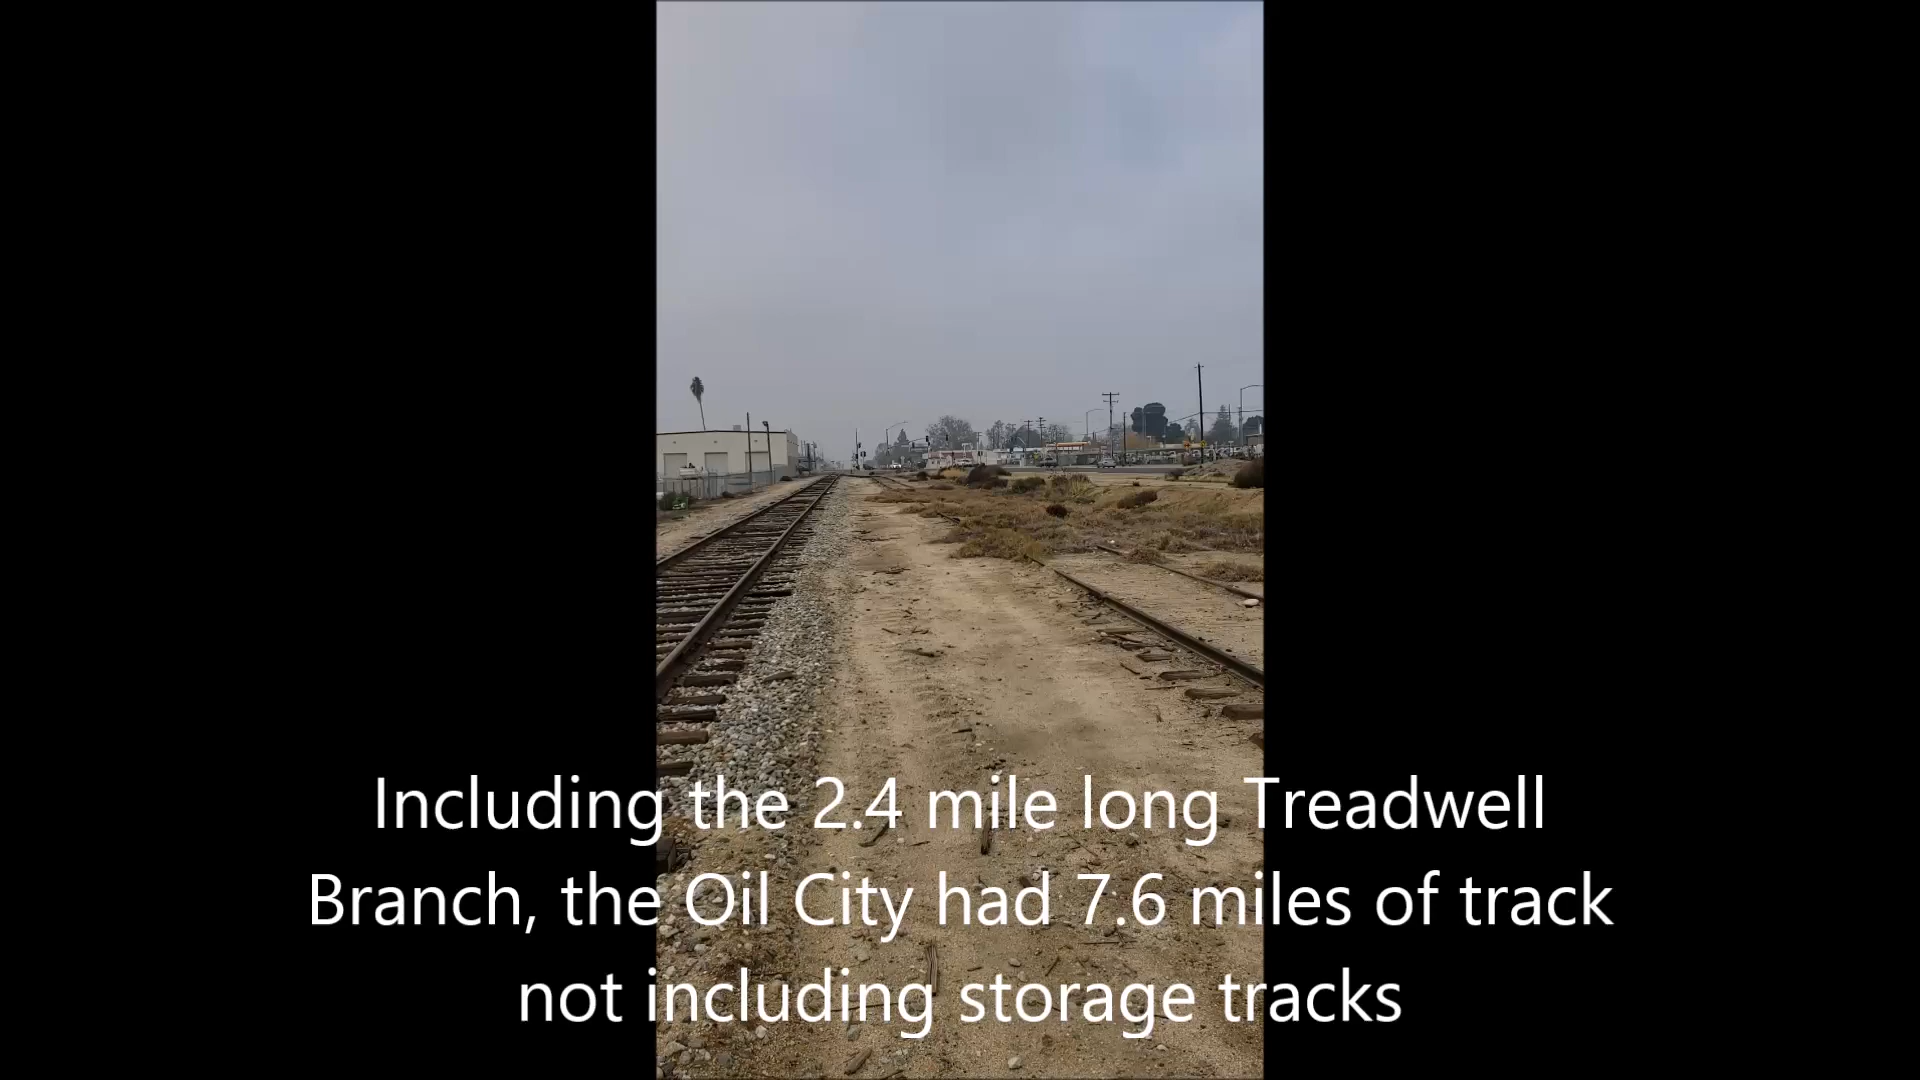 Including the 2.4 mile long Treadwell
Branch, the Oil City had 7.6 miles of track
not including storage tracks